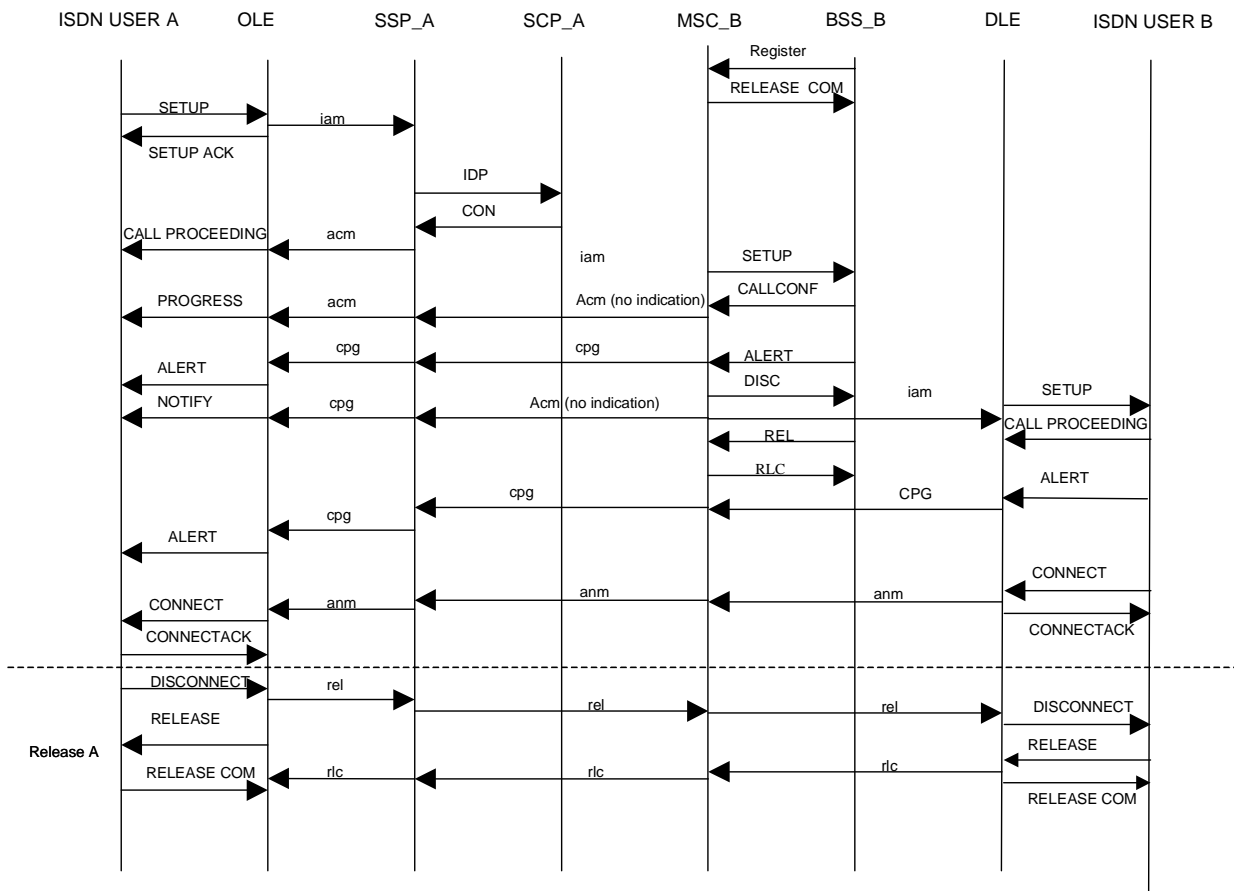 ISDN USER A OLE SSP_A SCP_A MSC_B BSS_B DLE ISDN USER B
Register
RELEASE COM
SETUP
iam
SETUP ACK
IDP
CON
CALL PROCEEDING acm
iam SETUP
CALLCONF
PROGRESS acm Acm (no indication)
cpg cpg ALERT
ALERT
DISC
iam SETUP
NOTIFY cpg Acm (no indication)
CALL PROCEEDING
REL
RLC
ALERT
cpg CPG
cpg
ALERT
CONNECT
CONNECT anm anm anm
CONNECTACK
CONNECTACK
DISCONNECT rel
rel rel DISCONNECT
RELEASE
RELEASE
Release A
RELEASE COM rlc rlc rlc
RELEASE COM